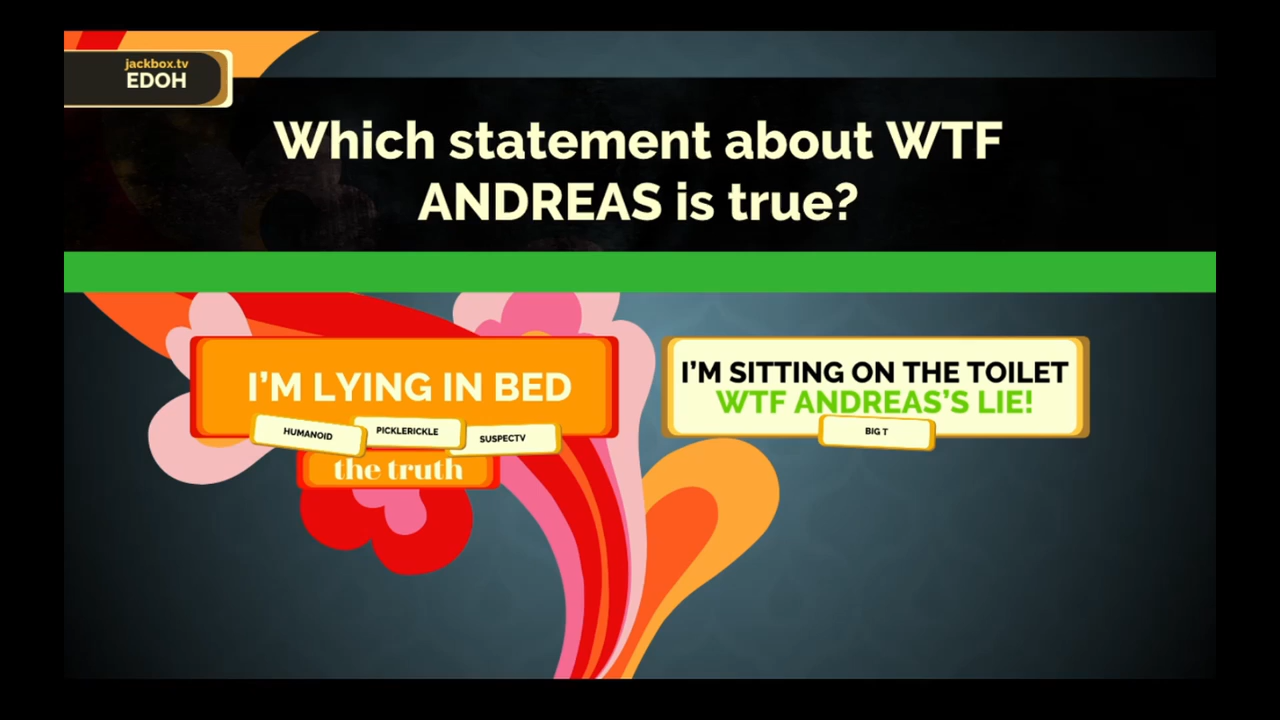 jackbox.tv
EDOH
Which statement about WTF
ANDREAS is true?
I'M LYING IN BED
HUMANOID
PICKLERICKLE
SUSPECTV
the truth
I'M SITTING ON THE TOILET
WTF ANDREAS'S LIE!
BIG T